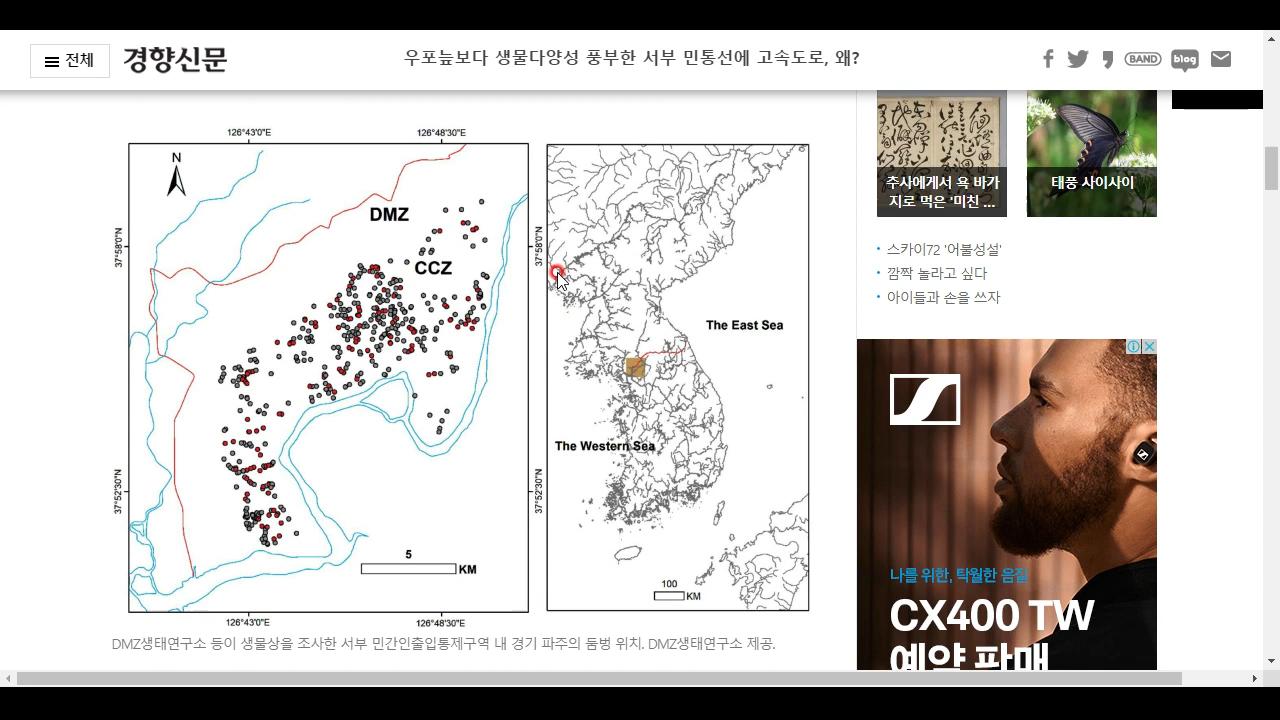 전체
경향신문
우포늪보다 생물다양성 풍부한 서부 민통선에 고속도로, 왜?
BAND
blog
126°43'0"E
126°48'30"E
N
DMZ
CCZ
37°58'0"N
37°52'30"N
5
KM
126°43'0"E
126°48'30"E
37°58'0"N
37°52'30"N
The East Sea
The Western Sea
100
KM
DMZ생태연구소 등이 생물상을 조사한 서부 민간인출입통제구역 내 경기 파주의 둠벙 위치. DMZ생태연구소 제공.
추사에게서 욕 바가
지로 먹은 '미친 ...
태풍 사이사이
스카이72 '어불성설'
깜짝 놀라고 싶다
아이들과 손을 쓰자
나를 위한, 탁월한 음질
CX400 TW
예약 판매